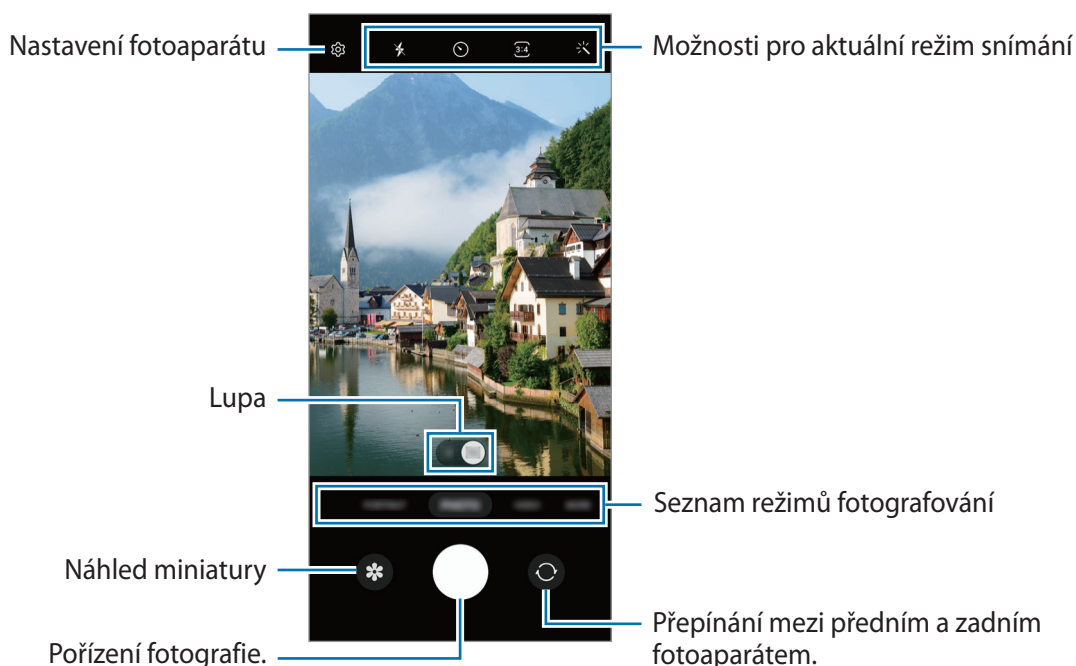 Nastavení fotoaparátu
Možnosti pro aktuální režim snímání
3:4
Lupa
Seznam režimů fotografování
Náhled miniatury
Přepínání mezi předním a zadním
fotoaparátem.
Pořízení fotografie.